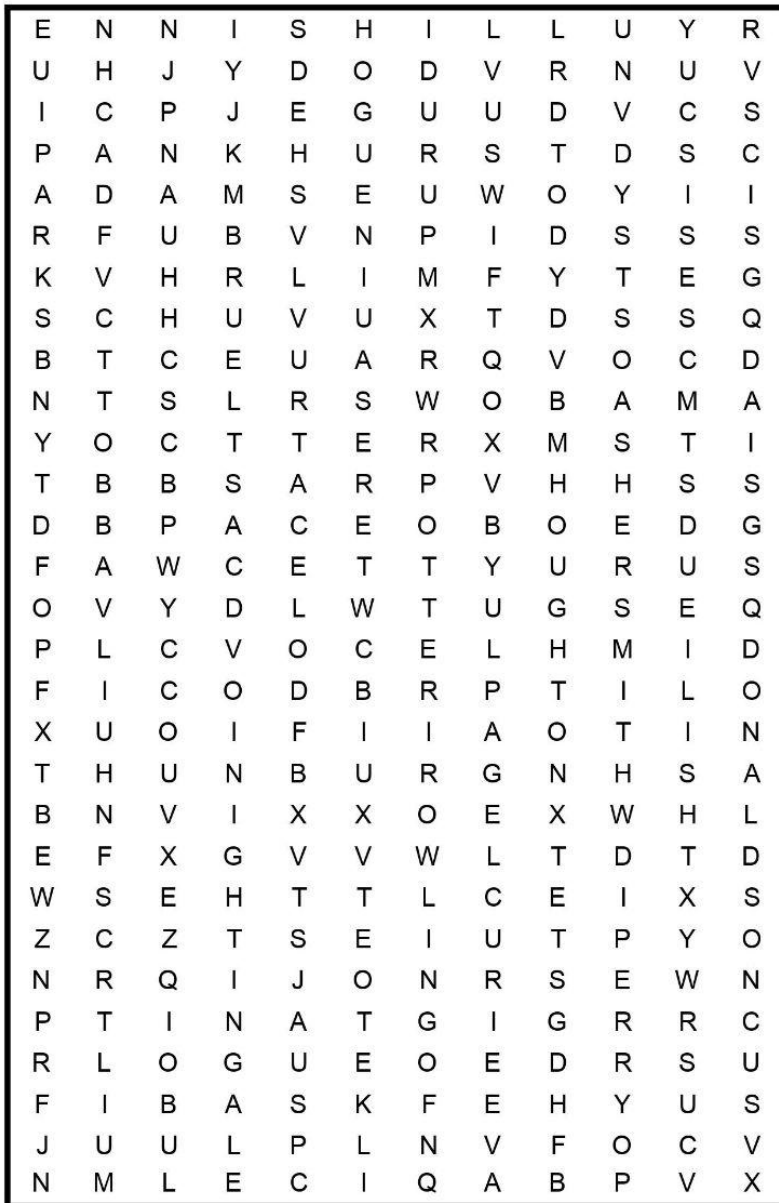 E N N I S H I L L U Y R
U H J Y D O D V R N U V
I C P J E G U U D V C S
P A N K H U R S T D S C
A D A M S E U W O Y I I
R F U B V N P I D S S S
K V H R L I M F Y T E G
S C H U V U X T D S S Q
B T C E U A R Q V O C D
N T S L R S W O B A M A
Y O C T T E R X M S T I
T B B S A R P V H H S S
D B P A C E O B O E D G
F A W C E T T Y U R U S
O V Y D L W T U G S E Q
P L C V O C E L H M I D
F I C O D B R P T I L O
X U O I F I I A O T I N
T H U N B U R G N H S A
B N V I X X O E X W H L
E F X G V V W L T D T D
W S E H T T L C E I X S
Z C Z T S E I U T P Y O
N R Q I J O N R S E W N
P T I N A T G I G R R C
R L O G U E O E D R S U
F I B A S K F E H Y U S
J U U L P L N V F O C V
N M L E C I Q A B P V X